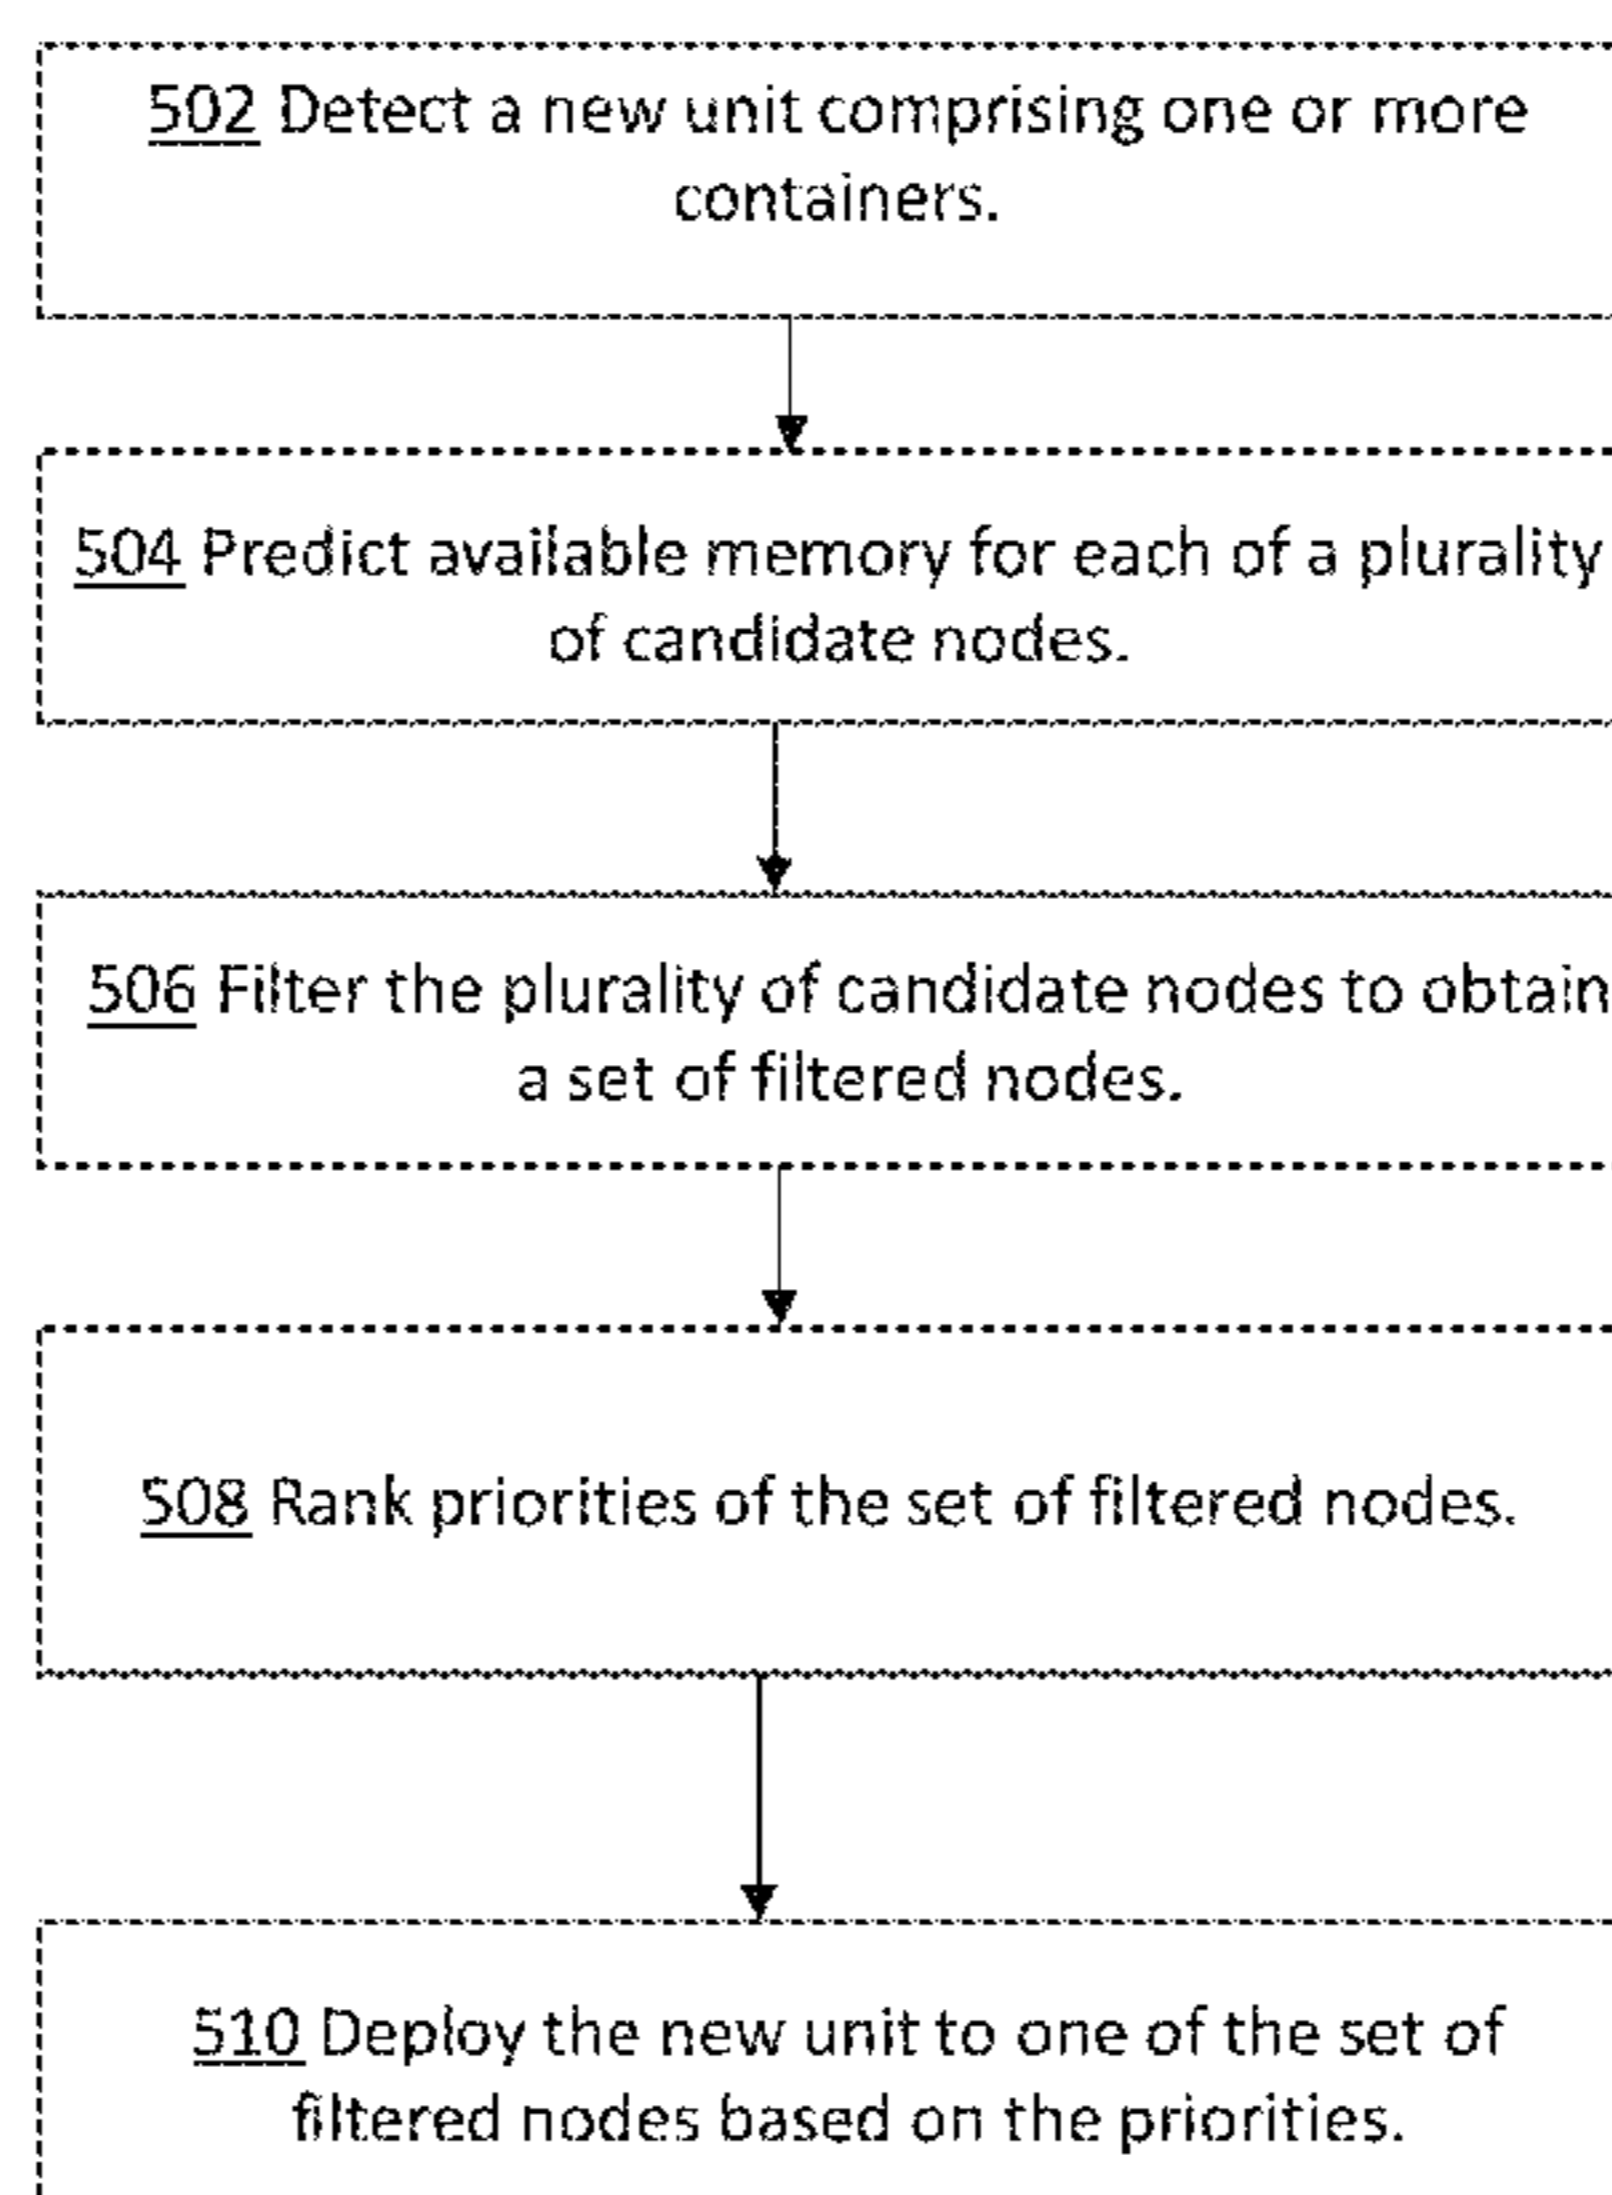 502 Detect a new unit comprising one or more
containers.
504 Predict available memory for each of a plurality
of candidate nodes.
506 Filter the plurality of candidate nodes to obtain
a set of filtered nodes.
508 Rank priorities of the set of filtered nodes.
510 Deploy the new unit to one of the set of
filtered nodes based on the priorities.